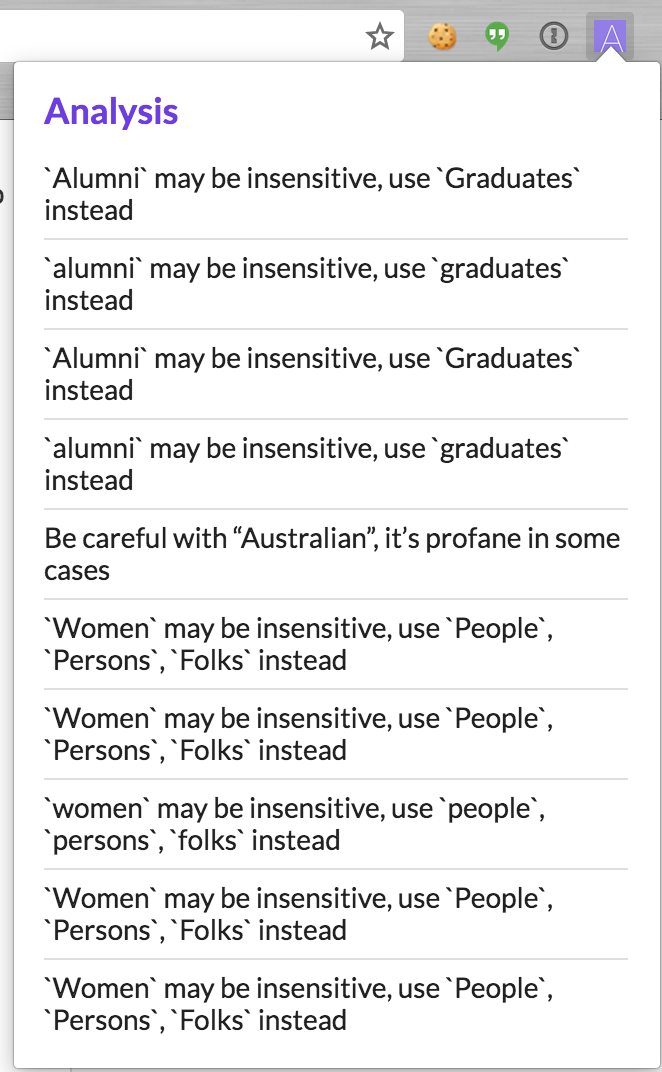 A
Analysis
`Alumni` may be insensitive, use `Graduates`
instead
`alumni` may be insensitive, use `graduates`
instead
`Alumni` may be insensitive, use `Graduates`
instead
`alumni` may be insensitive, use `graduates`
instead
Be careful with “Australian”, it’s profane in some
cases
`Women` may be insensitive, use `People`,
`Persons`, `Folks` instead
`Women` may be insensitive, use `People`,
`Persons`, `Folks` instead
`women` may be insensitive, use `people`,
`persons`, `folks` instead
`Women` may be insensitive, use `People`,
`Persons`, `Folks` instead
`Women` may be insensitive, use `People`,
`Persons`, `Folks` instead